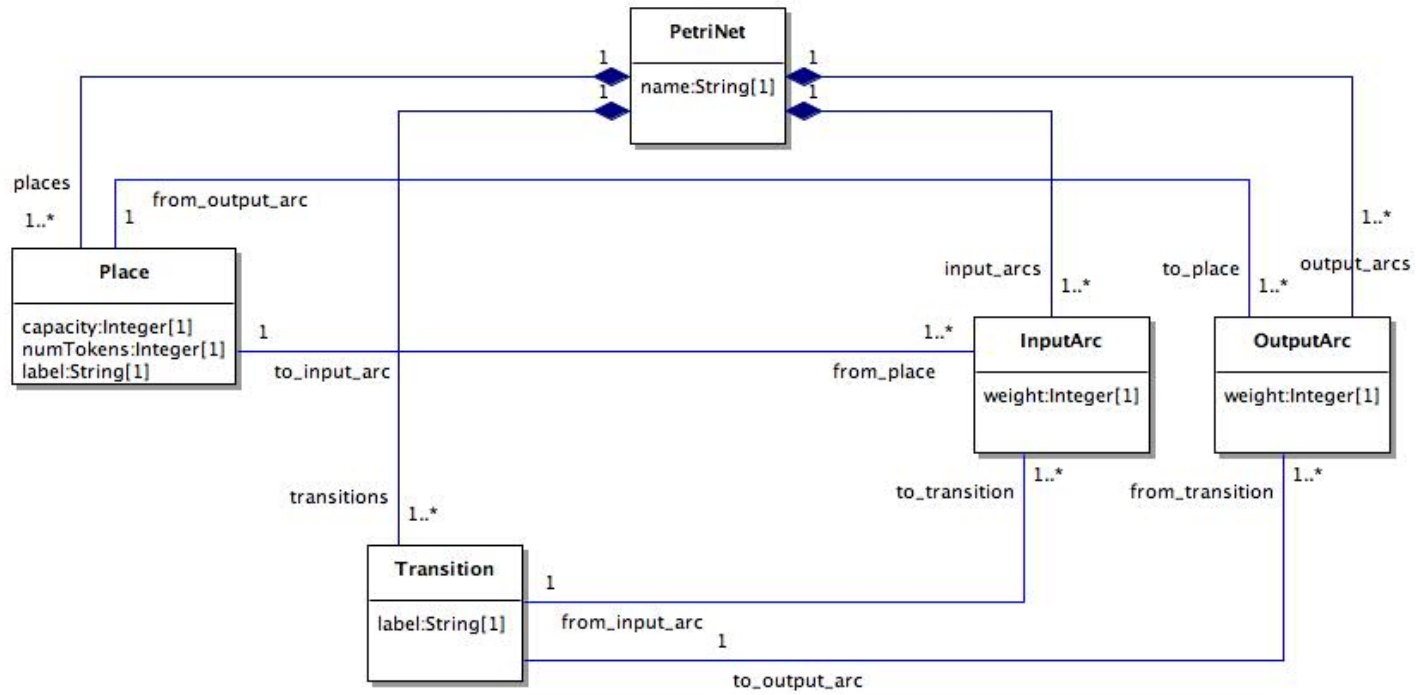 PetriNet
name:String[1]
1
1
1
1
places
1..*
from_output_arc
1
Place
capacity:Integer[1]
numTokens:Integer[1]
label:String[1]
1
to_input_arc
1..*
from_place
input_arcs
1..*
to_place
1..*
1..*
output_arcs
InputArc
weight:Integer[1]
OutputArc
weight:Integer[1]
transitions
1..*
to_transition
1..*
from_transition
1..*
Transition
label:String[1]
1
from_input_arc
1
to_output_arc